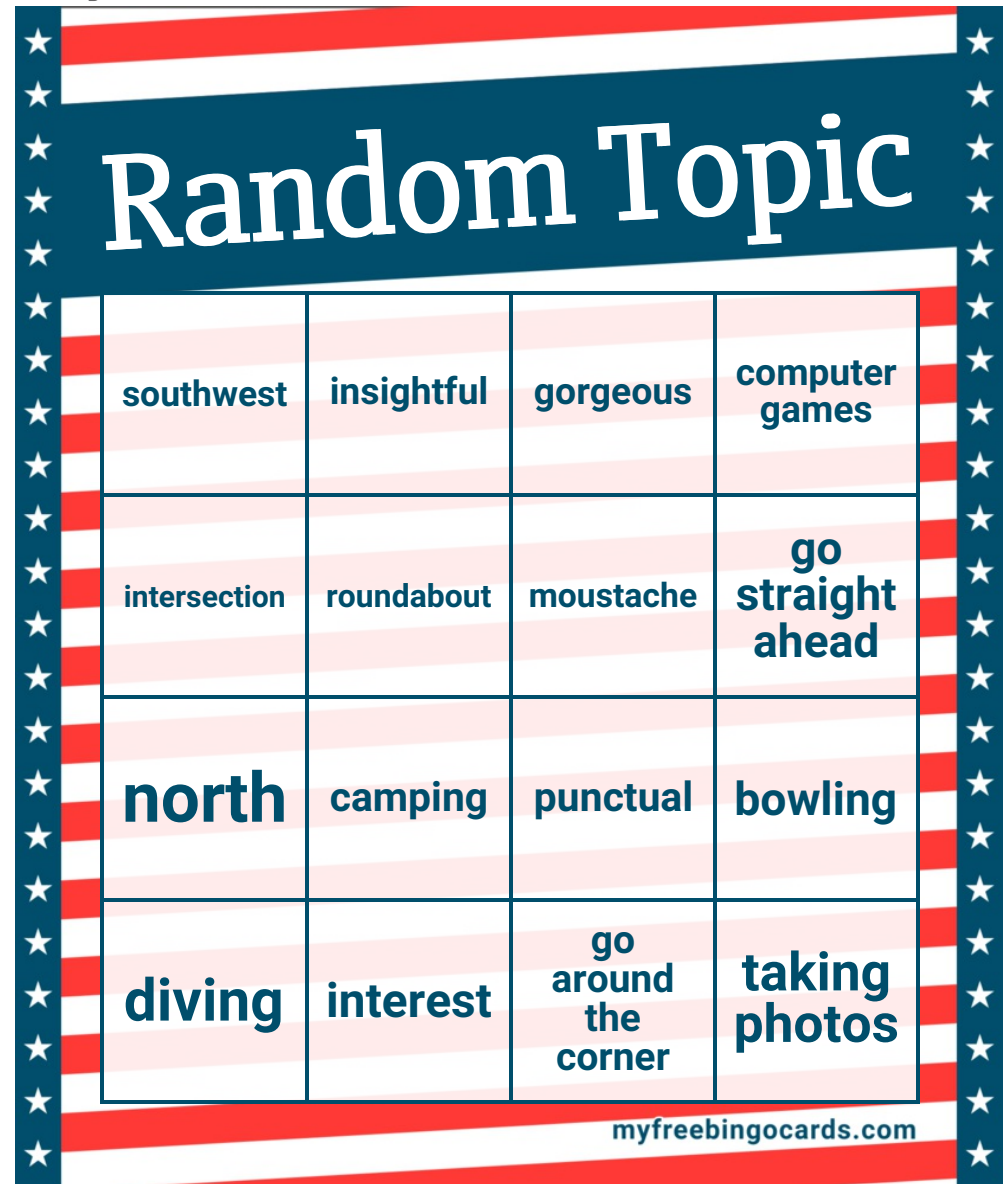 Random Topic
southwest
insightful
gorgeous
computer
games
intersection
roundabout
moustache
go
straight
ahead
north
camping
punctual
bowling
diving
interest
go
around
the
corner
taking
photos
myfreebingocards.com